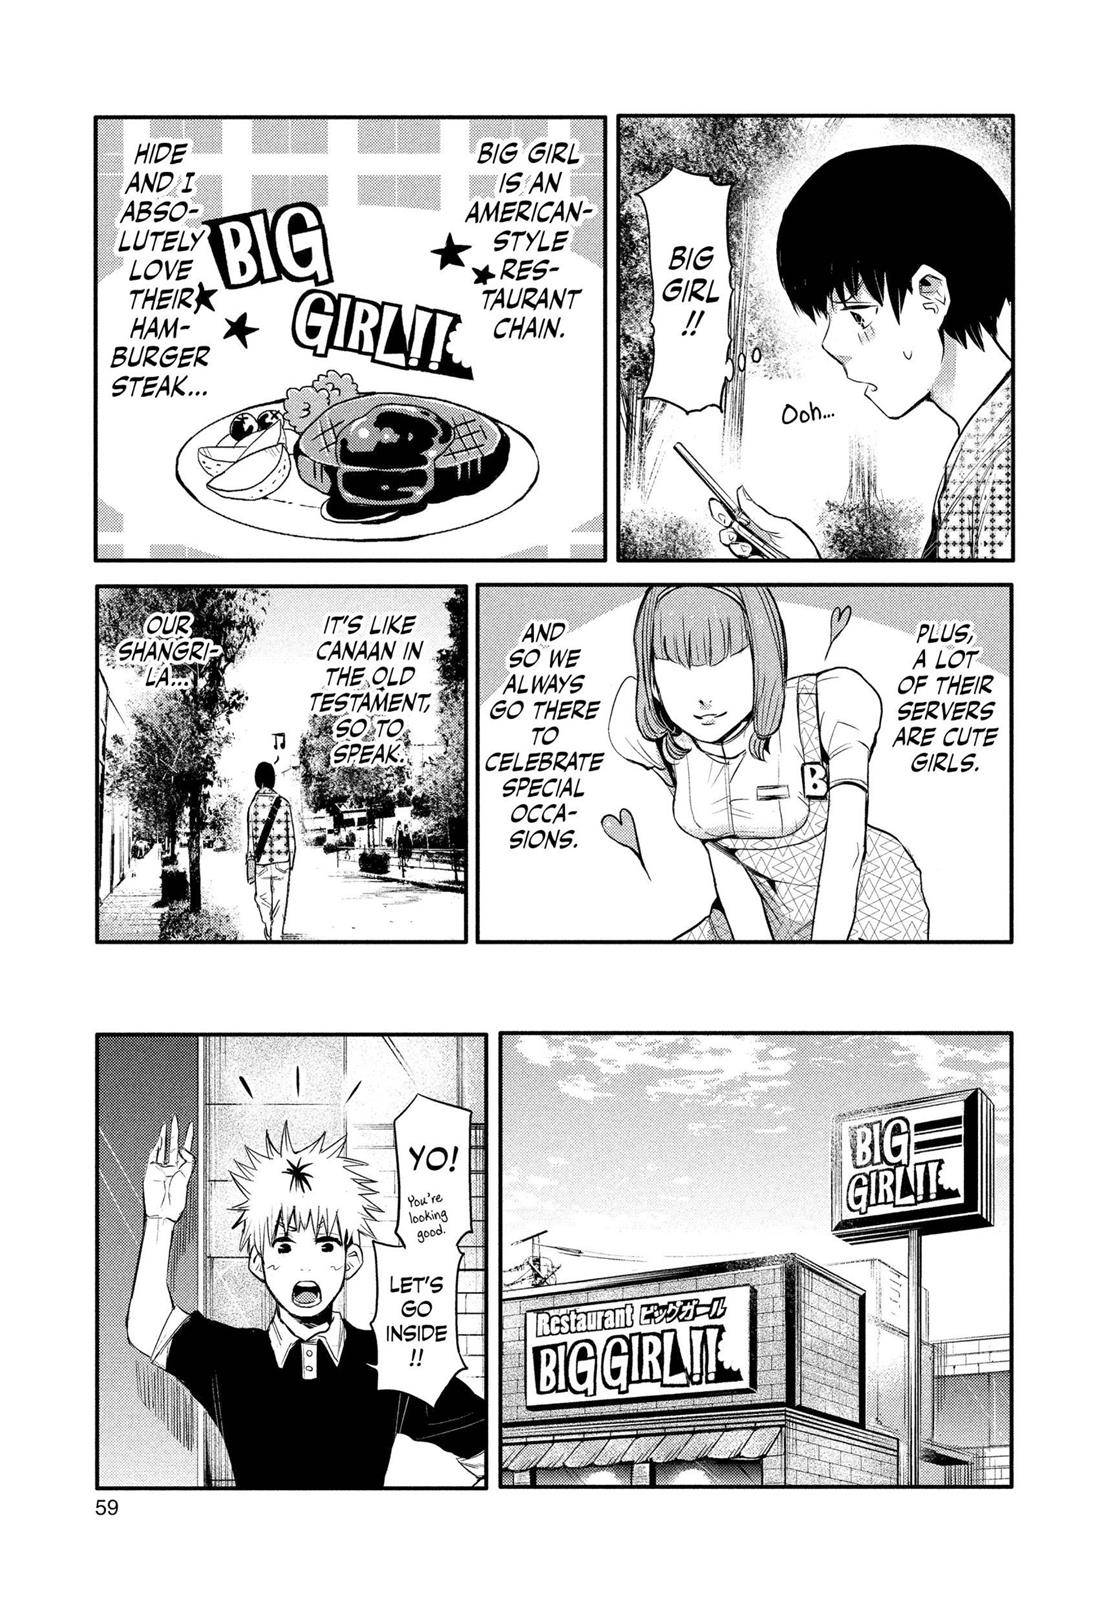 BIG
GIRL
!!
Ooh...
BIG GIRL
IS AN
AMERICAN-
STYLE
RES-
TAURANT
CHAIN.
BIG
GIRL!!
HIDE
AND I
ABSO-
LUTELY
LOVE
THEIR
HAM-
BURGER
STEAK...
PLUS,
A LOT
OF THEIR
SERVERS
ARE CUTE
GIRLS.
B
AND
SO WE
ALWAYS
GO THERE
TO
CELEBRATE
SPECIAL
OCCA-
SIONS.
IT'S LIKE
CANAAN IN
THE OLD
TESTAMENT,
SO TO
SPEAK.
OUR
SHANGRI-
LA...
BIG
GIRL!!
Restaurant ビッグガール
BIG GIRL!!
YO!
You're
looking
good.
LET'S
GO
INSIDE
!!
59